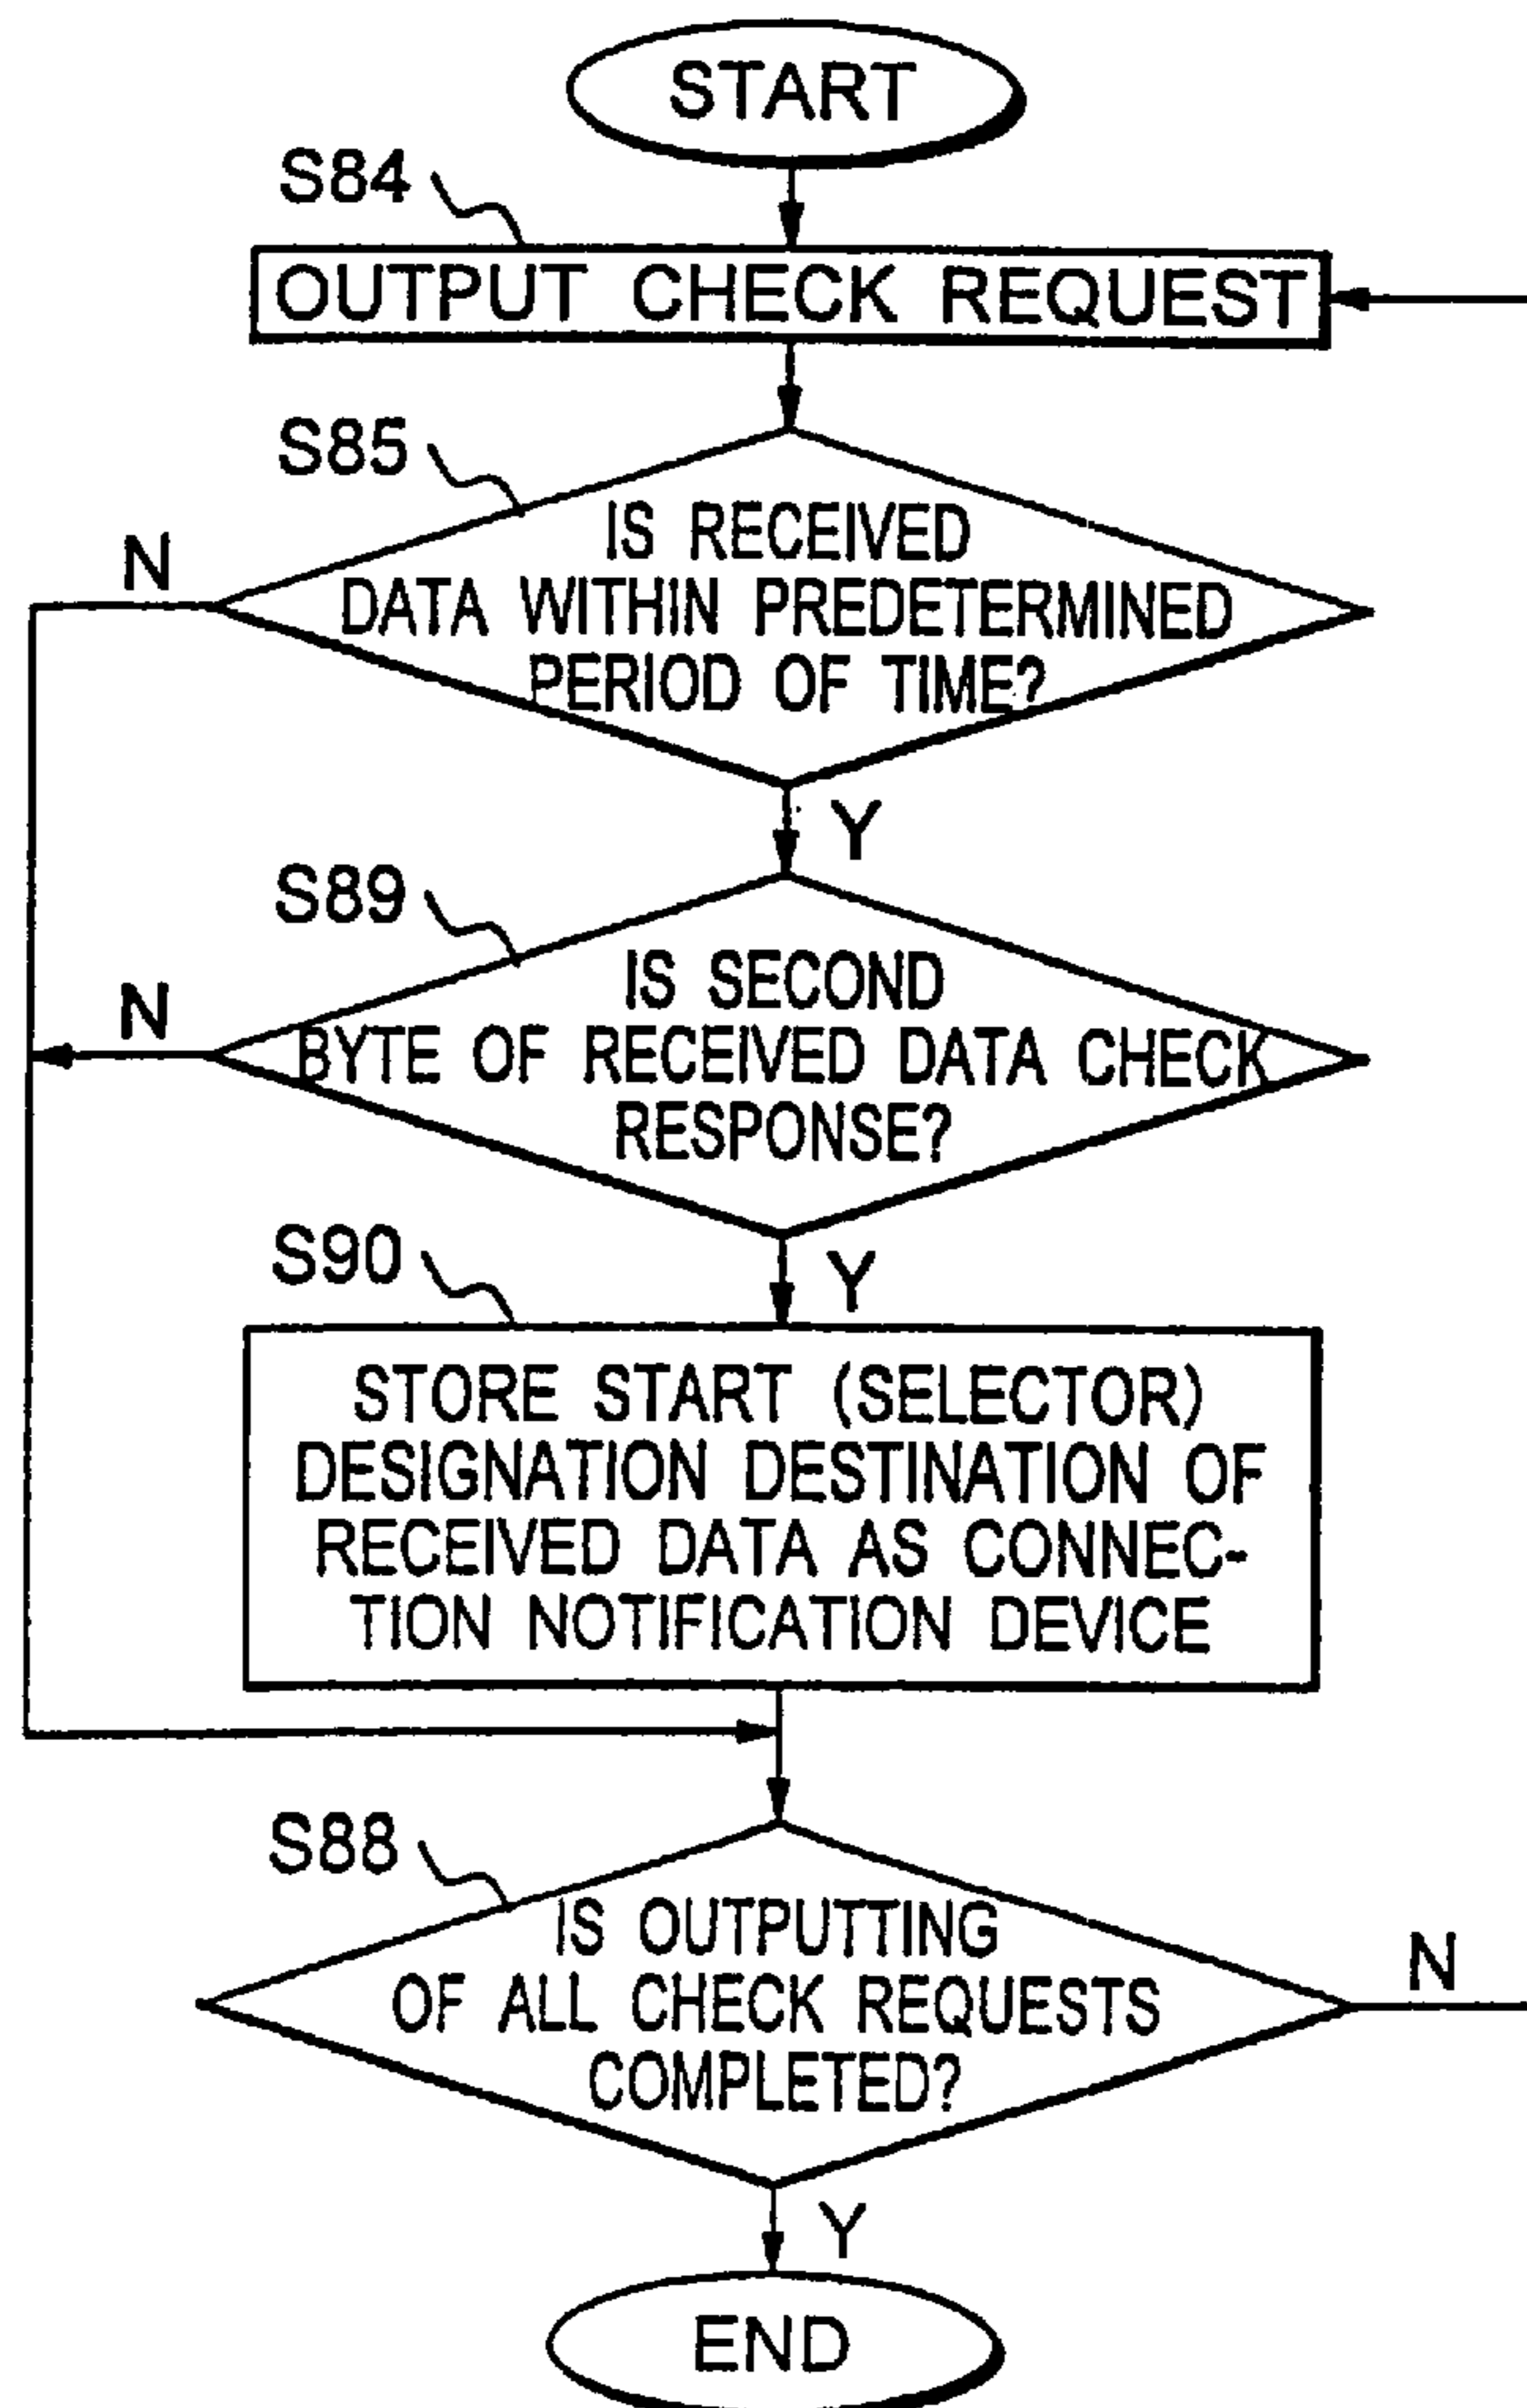 START
S84
OUTPUT CHECK REQUEST
S85
N
IS RECEIVED
DATA WITHIN PREDETERMINED
PERIOD OF TIME?
Y
S89
N
IS SECOND
BYTE OF RECEIVED DATA CHECK
RESPONSE?
S90
Y
STORE START (SELECTOR)
DESIGNATION DESTINATION OF
RECEIVED DATA AS CONNEC-
TION NOTIFICATION DEVICE
S88
IS OUTPUTTING
OF ALL CHECK REQUESTS
COMPLETED?
N
Y
END